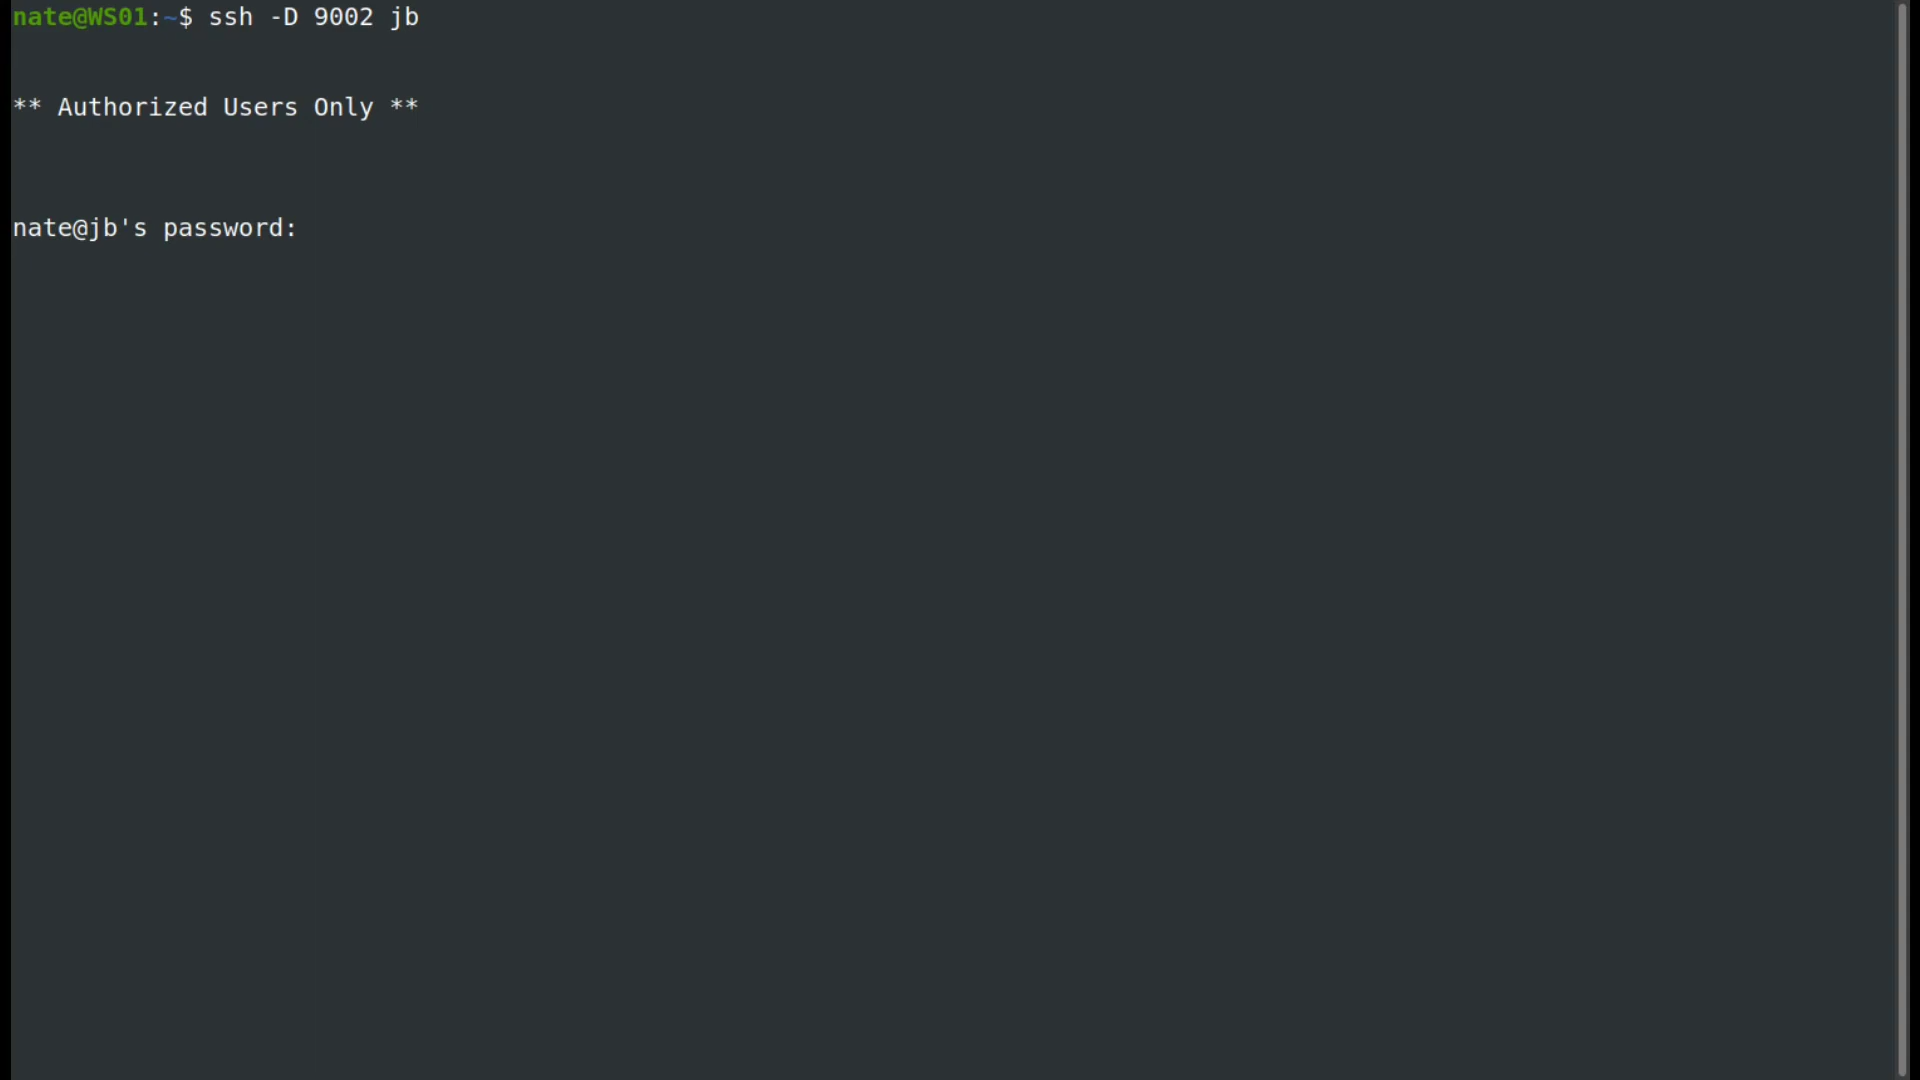 nate@WS01:~$ ssh -D 9002 jb
** Authorized Users Only **
nate@jb's password: